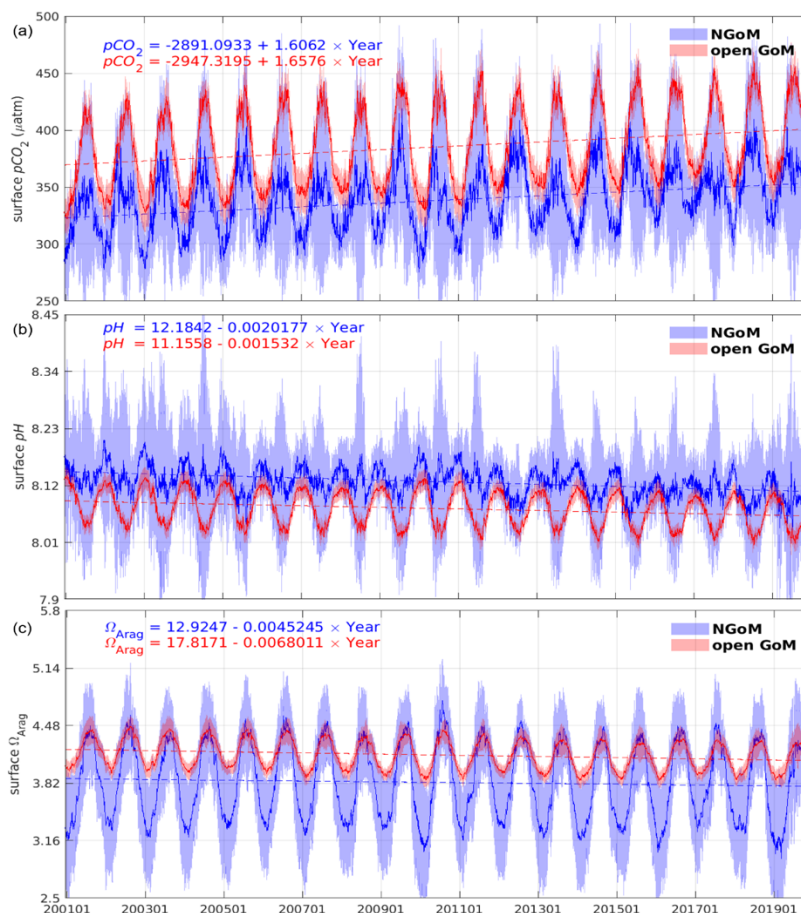 (a)
500
450
400
350
300
250
surface pCO₂ (μatm)
pCO₂ = -2891.0933 + 1.6062 × Year
pCO₂ = -2947.3195 + 1.6576 × Year
NGoM
open GoM
(b)
8.45
8.34
8.23
8.12
8.01
7.9
surface pH
pH = 12.1842 - 0.0020177 × Year
pH = 11.1558 - 0.001532 × Year
NGoM
open GoM
(c)
5.8
5.14
4.48
3.82
3.16
2.5
surface Ω_Arag
Ω_Arag = 12.9247 - 0.0045245 × Year
Ω_Arag = 17.8171 - 0.0068011 × Year
NGoM
open GoM
200101 200301 200501 200701 200901 201101 201301 201501 201701 201901